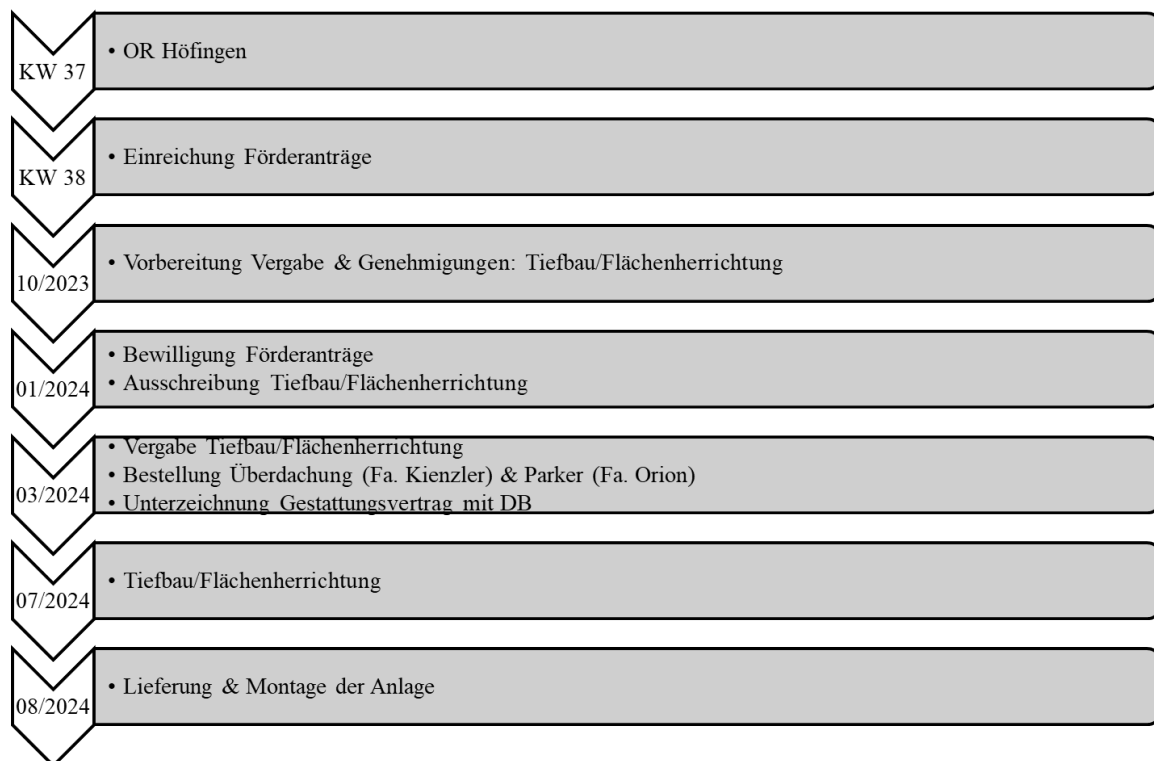 KW 37
• OR Höfingen
KW 38
• Einreichung Förderanträge
10/2023
• Vorbereitung Vergabe & Genehmigungen: Tiefbau/Flächenherrichtung
01/2024
• Bewilligung Förderanträge
• Ausschreibung Tiefbau/Flächenherrichtung
03/2024
• Vergabe Tiefbau/Flächenherrichtung
• Bestellung Überdachung (Fa. Kienzler) & Parker (Fa. Orion)
• Unterzeichnung Gestattungsvertrag mit DB
07/2024
• Tiefbau/Flächenherrichtung
08/2024
• Lieferung & Montage der Anlage